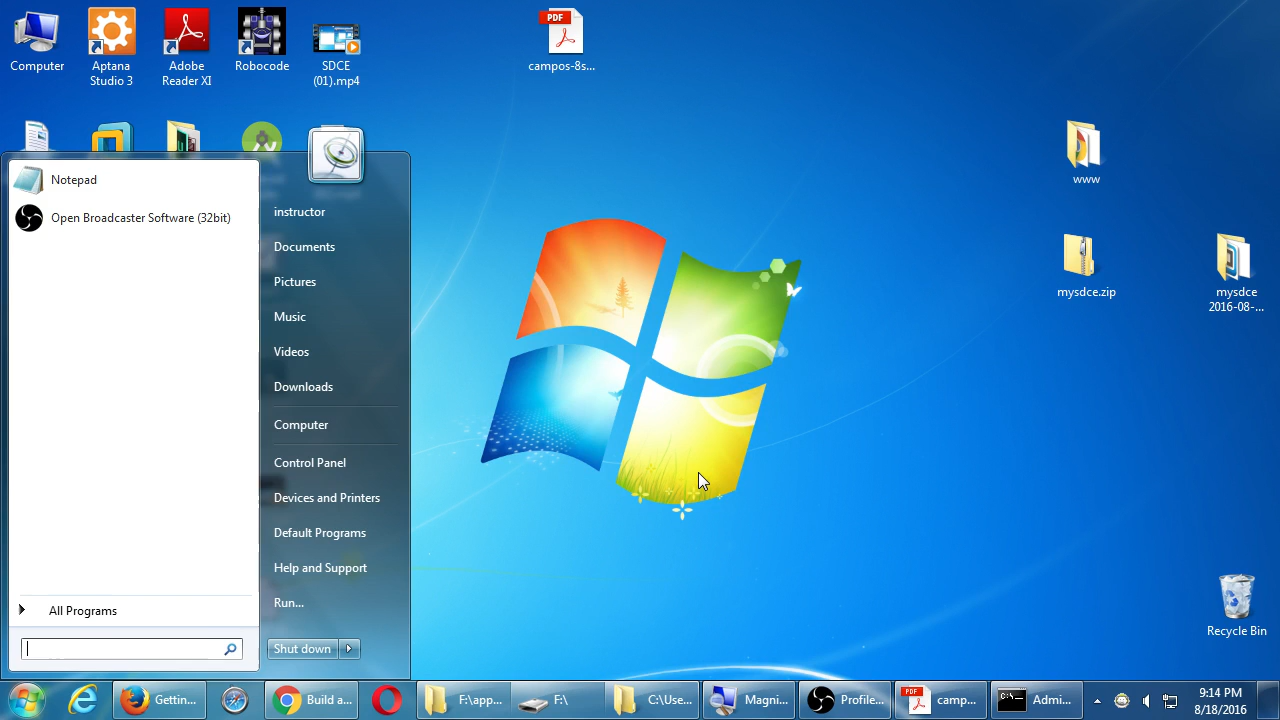 Computer
Aptana
Studio 3
Adobe
Reader XI
Robocode
SDCE
(01).mp4
PDF
campos-8s...
www
mysdce.zip
mysdce
2016-08-...
Recycle Bin
Notepad
Open Broadcaster Software (32bit)
All Programs
instructor
Documents
Pictures
Music
Videos
Downloads
Computer
Control Panel
Devices and Printers
Default Programs
Help and Support
Run...
Shut down
Gettin...
Build a...
F:\app...
F:\
C:\Use...
Magni...
Profile...
PDF
camp...
Admi...
9:14 PM
8/18/2016